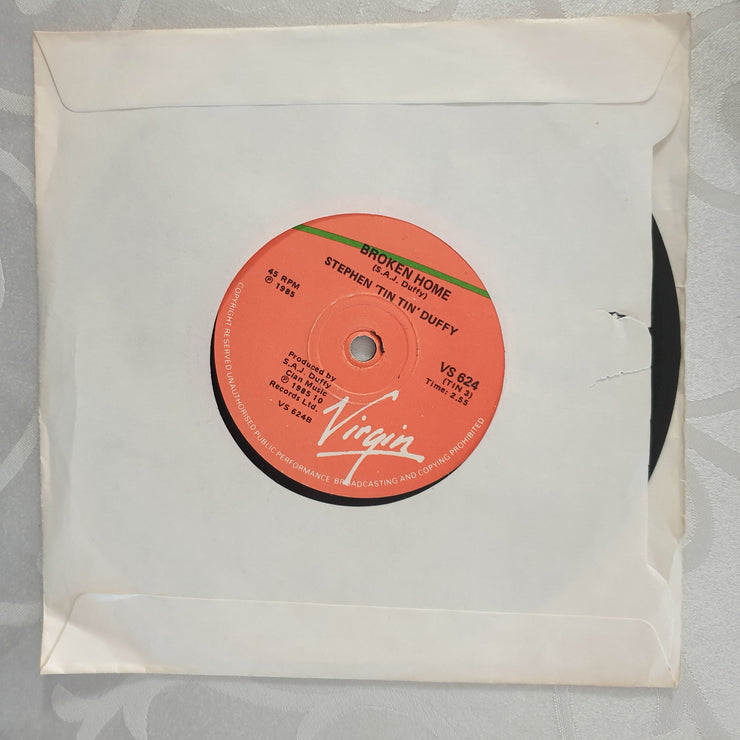 BROKEN HOME
(S.A.J. Duffy)
STEPHEN 'TIN TIN' DUFFY
45 RPM
℗ 1985
VS 624
(TIN 3)
Time: 2.55
Produced by
S.A.J. Duffy
Clan Music
℗ 1985 10
Records Ltd.
VS 624B
Virgin
COPYRIGHT RESERVED UNAUTHORISED PUBLIC PERFORMANCE BROADCASTING AND COPYING PROHIBITED